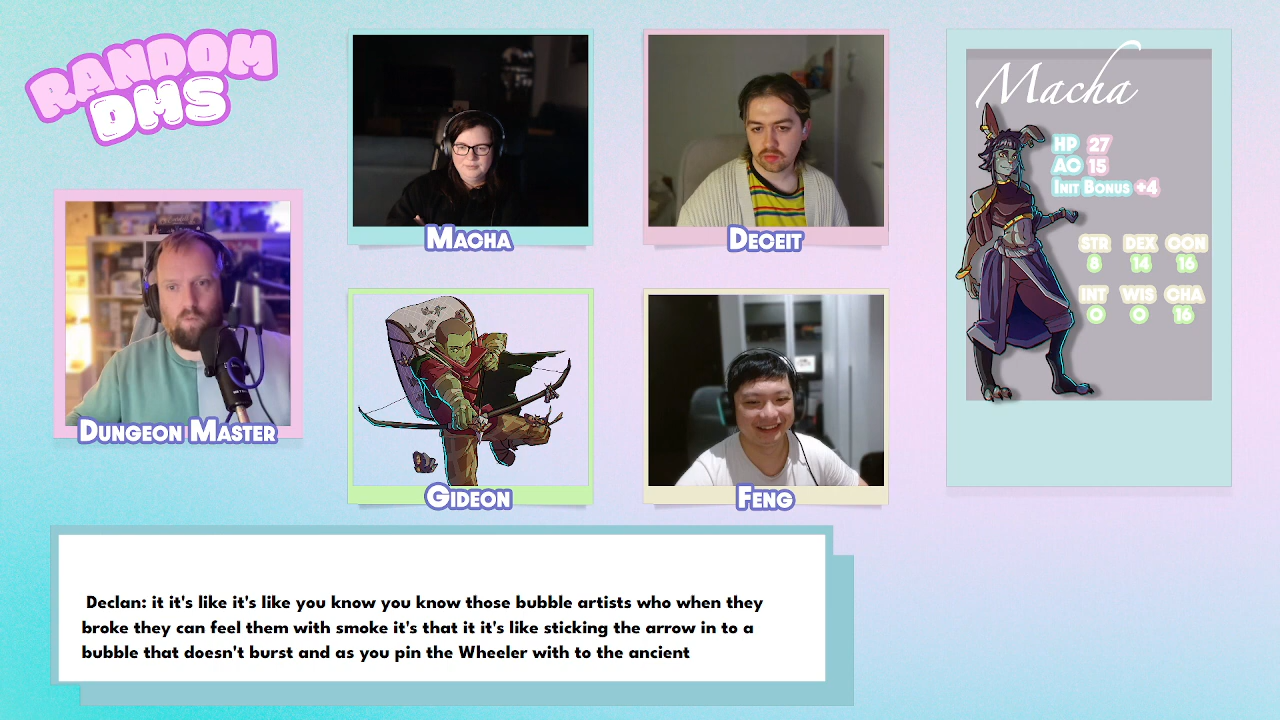 RANDOM
DMS
Macha
Deceit
Dungeon Master
Gideon
Feng
Macha
HP 27
AC 15
Init Bonus +4
STR DEX CON
8 14 16
INT WIS CHA
0 0 16
Declan: it it's like it's like you know you know those bubble artists who when they
broke they can feel them with smoke it's that it it's like sticking the arrow in to a
bubble that doesn't burst and as you pin the Wheeler with to the ancient